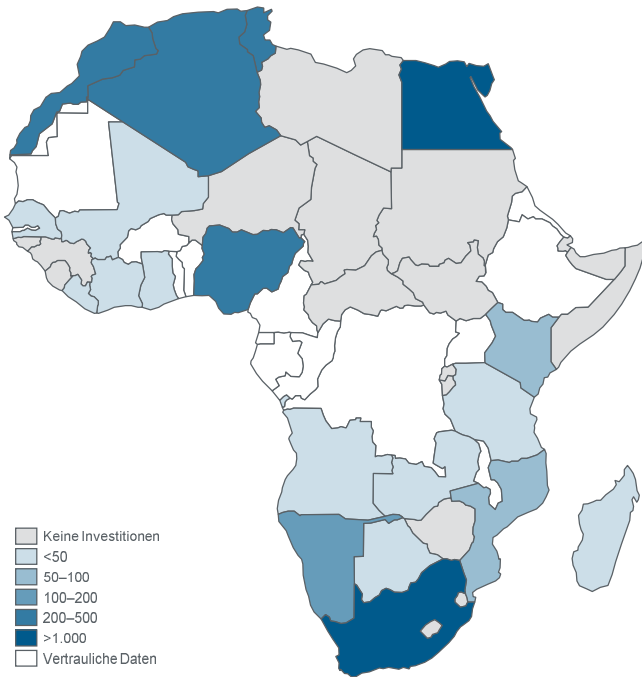 Keine Investitionen
<50
50–100
100–200
200–500
>1.000
Vertrauliche Daten